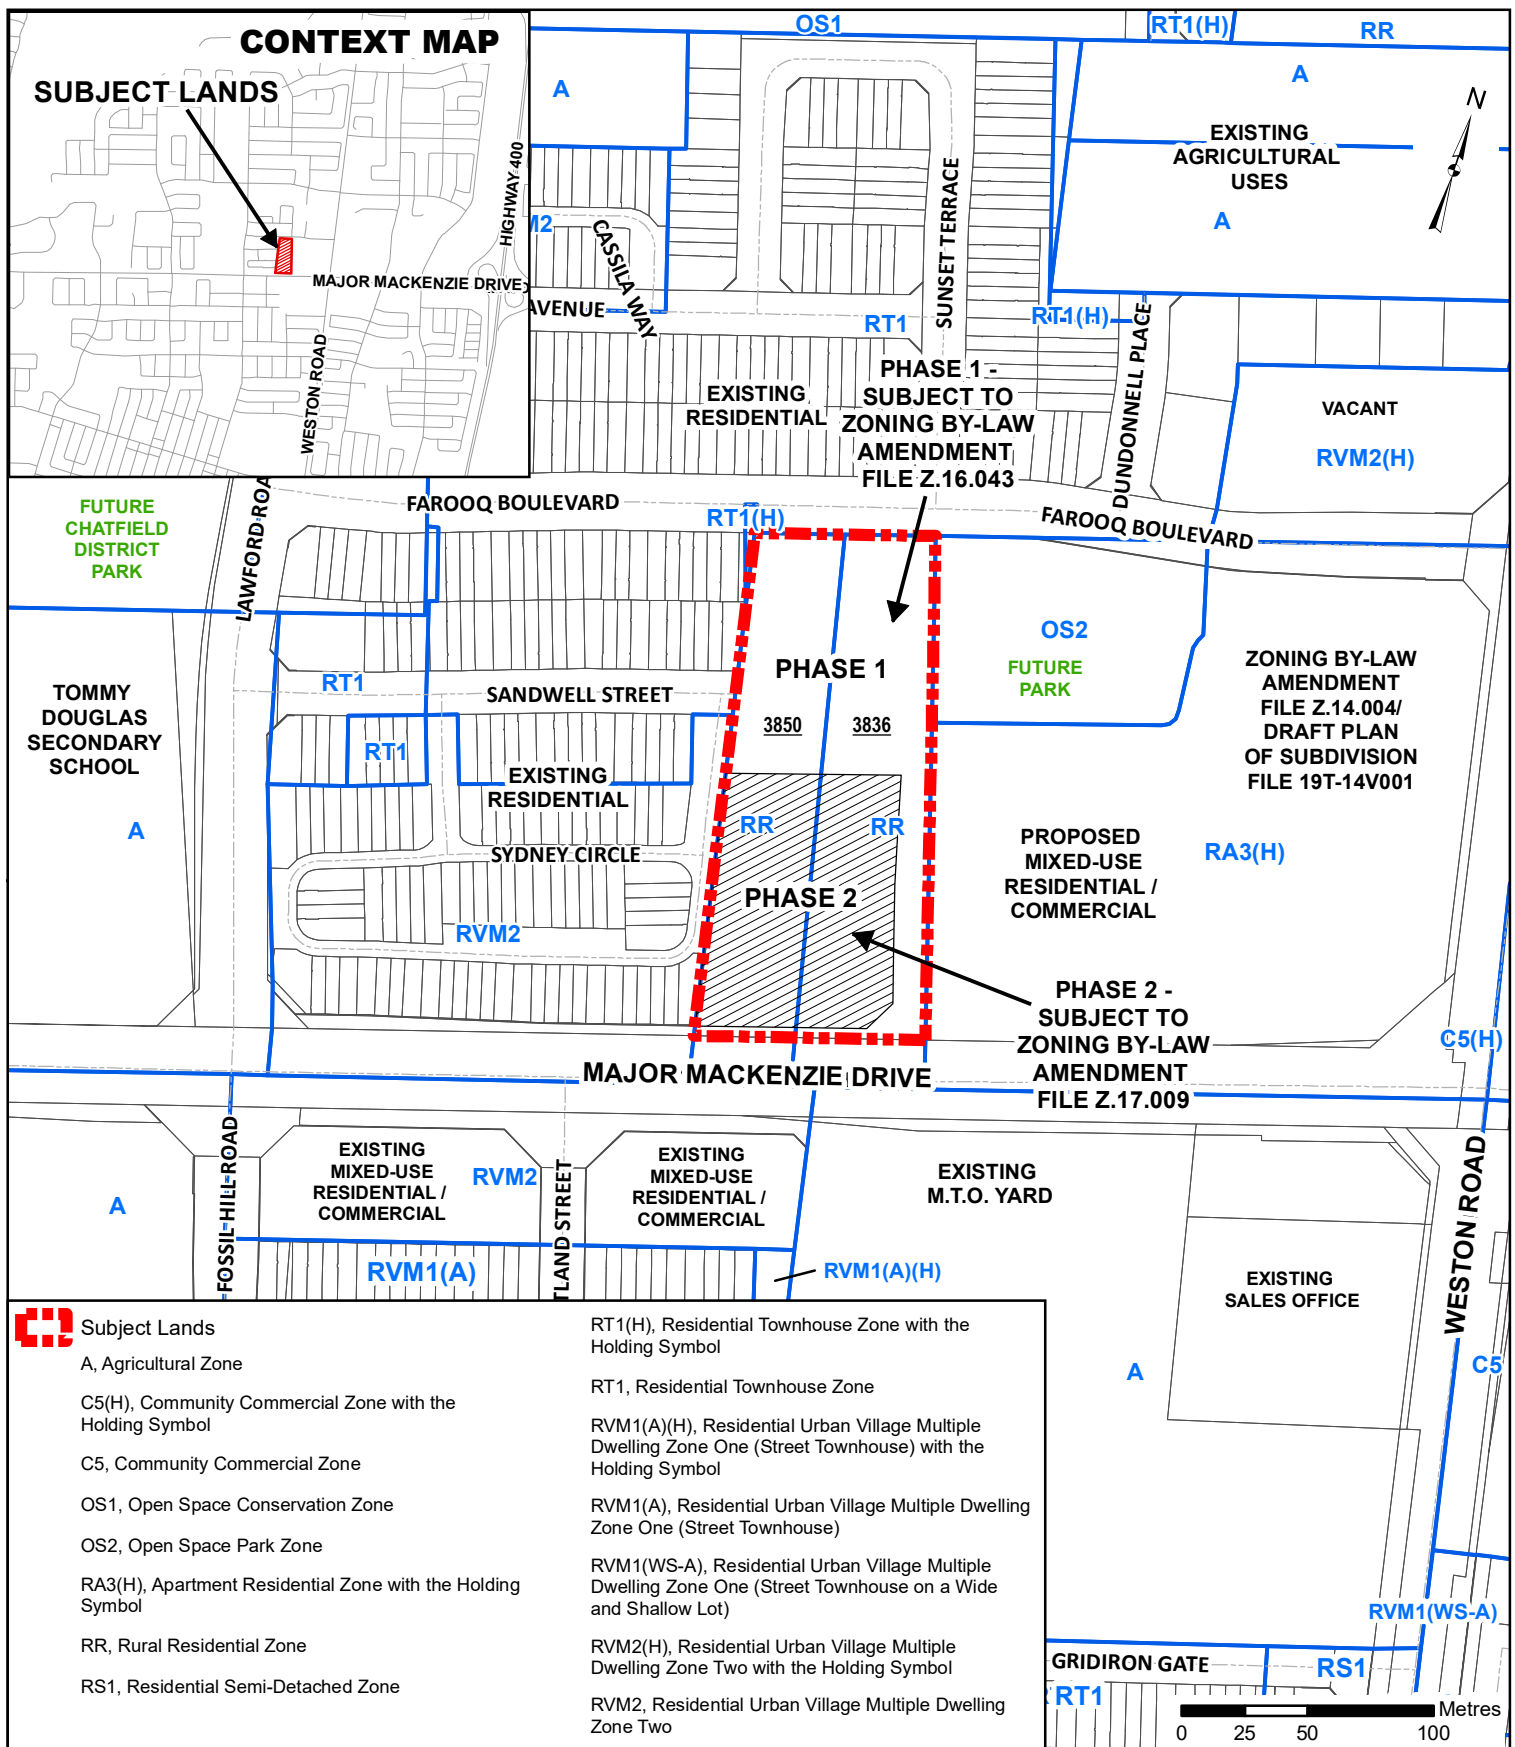 CONTEXT MAP
SUBJECT LANDS
HIGHWAY 400
MAJOR MACKENZIE DRIVE
WESTON ROAD
OS1
RT1(H)
RR
A
A
N
EXISTING
AGRICULTURAL
USES
A
M2
CASSILA WAY
AVENUE
SUNSET TERRACE
RT1
RT1(H)
DUNDONNELL PLACE
EXISTING
RESIDENTIAL
PHASE 1 -
SUBJECT TO
ZONING BY-LAW
AMENDMENT
FILE Z.16.043
VACANT
RVM2(H)
FUTURE
CHATFIELD
DISTRICT
PARK
LAWFORD ROA
FAROOQ BOULEVARD
RT1(H)
FAROOQ BOULEVARD
OS2
FUTURE
PARK
ZONING BY-LAW
AMENDMENT
FILE Z.14.004/
DRAFT PLAN
OF SUBDIVISION
FILE 19T-14V001
TOMMY
DOUGLAS
SECONDARY
SCHOOL
A
RT1
SANDWELL STREET
PHASE 1
3850
3836
RT1
EXISTING
RESIDENTIAL
SYDNEY CIRCLE
RVM2
RR
RR
PHASE 2
PROPOSED
MIXED-USE
RESIDENTIAL /
COMMERCIAL
RA3(H)
PHASE 2 -
SUBJECT TO
ZONING BY-LAW
AMENDMENT
FILE Z.17.009
C5(H)
MAJOR MACKENZIE DRIVE
A
FOSSIL HILL ROAD
EXISTING
MIXED-USE
RESIDENTIAL /
COMMERCIAL
RVM2
TLAND STREET
EXISTING
MIXED-USE
RESIDENTIAL /
COMMERCIAL
EXISTING
M.T.O. YARD
WESTON ROAD
RVM1(A)
RVM1(A)(H)
EXISTING
SALES OFFICE
A
C5
RVM1(WS-A)
GRIDIRON GATE
RS1
RT1
Metres
0 25 50 100
Subject Lands
A, Agricultural Zone
C5(H), Community Commercial Zone with the
Holding Symbol
C5, Community Commercial Zone
OS1, Open Space Conservation Zone
OS2, Open Space Park Zone
RA3(H), Apartment Residential Zone with the Holding
Symbol
RR, Rural Residential Zone
RS1, Residential Semi-Detached Zone
RT1(H), Residential Townhouse Zone with the
Holding Symbol
RT1, Residential Townhouse Zone
RVM1(A)(H), Residential Urban Village Multiple
Dwelling Zone One (Street Townhouse) with the
Holding Symbol
RVM1(A), Residential Urban Village Multiple Dwelling
Zone One (Street Townhouse)
RVM1(WS-A), Residential Urban Village Multiple
Dwelling Zone One (Street Townhouse on a Wide
and Shallow Lot)
RVM2(H), Residential Urban Village Multiple
Dwelling Zone Two with the Holding Symbol
RVM2, Residential Urban Village Multiple Dwelling
Zone Two